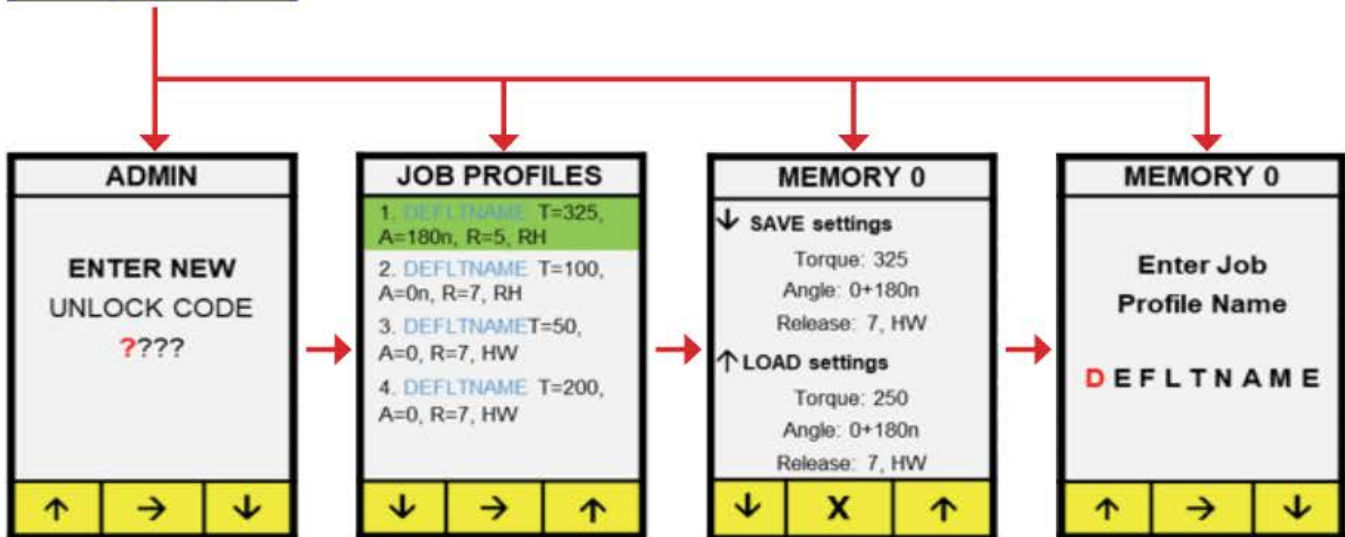 ADMIN
ENTER NEW
UNLOCK CODE
????
↑ → ↓
JOB PROFILES
1. DEFLTNAME T=325,
A=180n, R=5, RH
2. DEFLTNAME T=100,
A=0n, R=7, RH
3. DEFLTNAMET=50,
A=0, R=7, HW
4. DEFLTNAME T=200,
A=0, R=7, HW
↓ → ↑
MEMORY 0
↓ SAVE settings
Torque: 325
Angle: 0+180n
Release: 7, HW
↑ LOAD settings
Torque: 250
Angle: 0+180n
Release: 7, HW
↓ X ↑
MEMORY 0
Enter Job
Profile Name
D E F L T N A M E
↑ → ↓